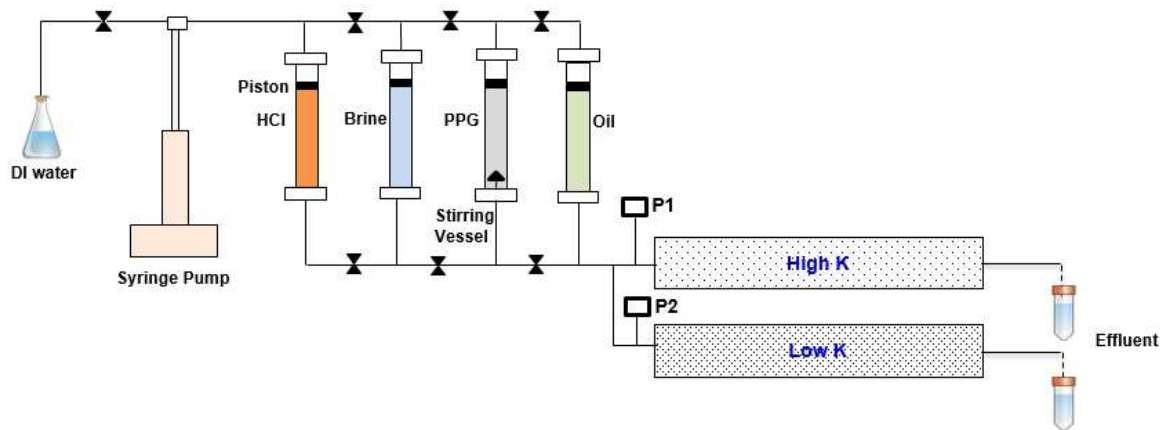 Piston
HCl
Brine
PPG
Oil
DI water
Stirring
Vessel
Syringe Pump
P1
High K
P2
Low K
Effluent